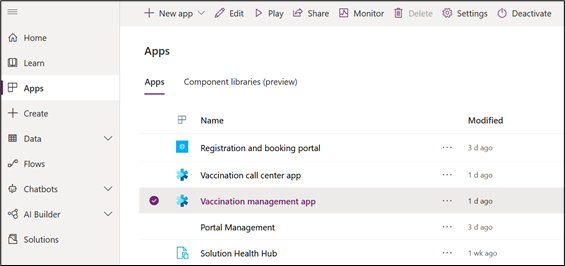 New app Edit Play Share Monitor Delete Settings Deactivate
Home
Learn
Apps
Create
Data
Flows
Chatbots
AI Builder
Solutions
Apps
Apps Component libraries (preview)
Name Modified
Registration and booking portal ... 3 d ago
Vaccination call center app ... 1 d ago
Vaccination management app ... 1 d ago
Portal Management ... 3 d ago
Solution Health Hub ... 1 wk ago